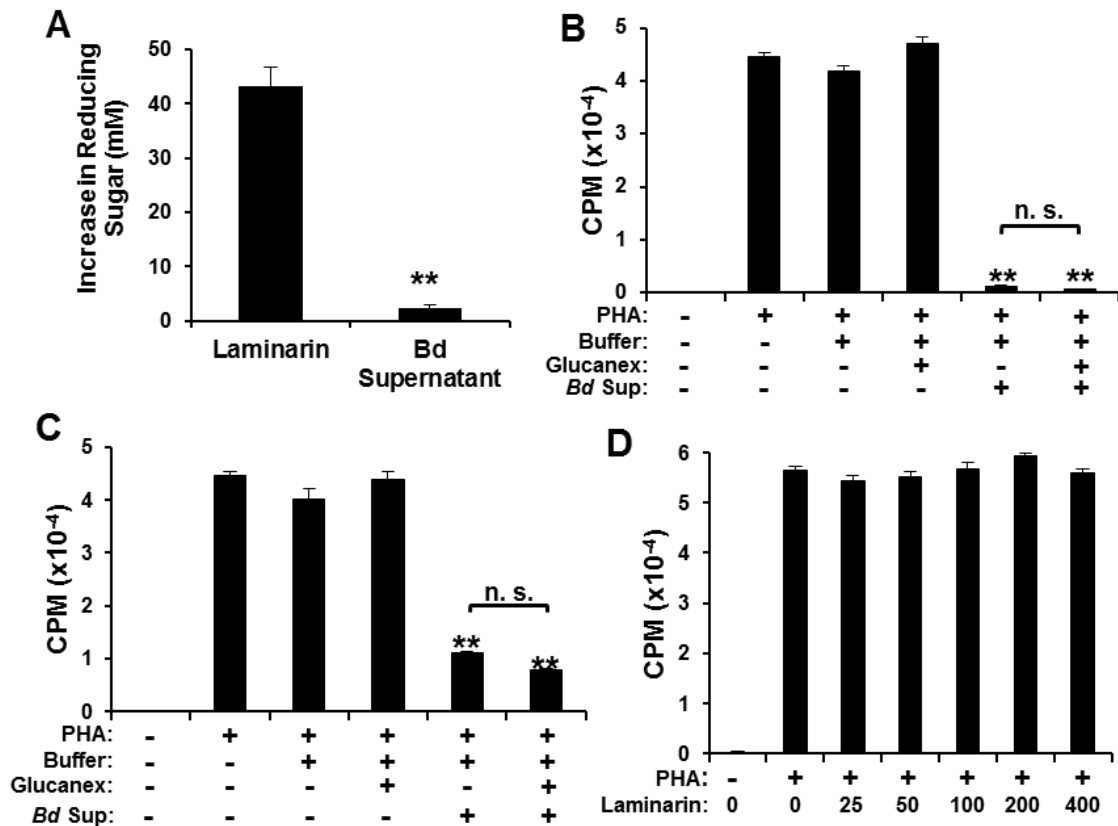 A
Increase in Reducing
Sugar (mM)
50
40
30
20
10
0
**
Laminarin
Bd
Supernatant
B
CPM (x10-4)
5
4
3
2
1
0
n. s.
** **
PHA: - + + + + +
Buffer: - - + + + +
Glucanex: - - - + - +
Bd Sup: - - - - + +
C
CPM (x10-4)
5
4
3
2
1
0
n. s.
** **
PHA: - + + + + +
Buffer: - - + + + +
Glucanex: - - - + - +
Bd Sup: - - - - + +
D
CPM (x10-4)
6
5
4
3
2
1
0
PHA: - + + + + + +
Laminarin: 0 0 25 50 100 200 400